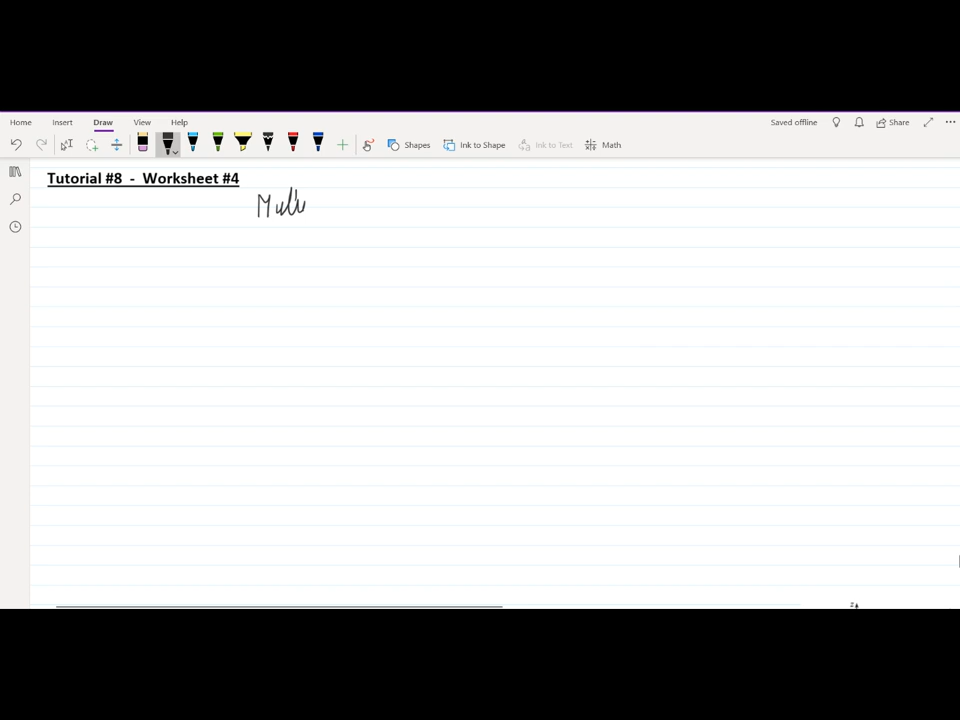 Home Insert Draw View Help
Saved offline Share
Shapes Ink to Shape Ink to Text Math
Tutorial #8 - Worksheet #4